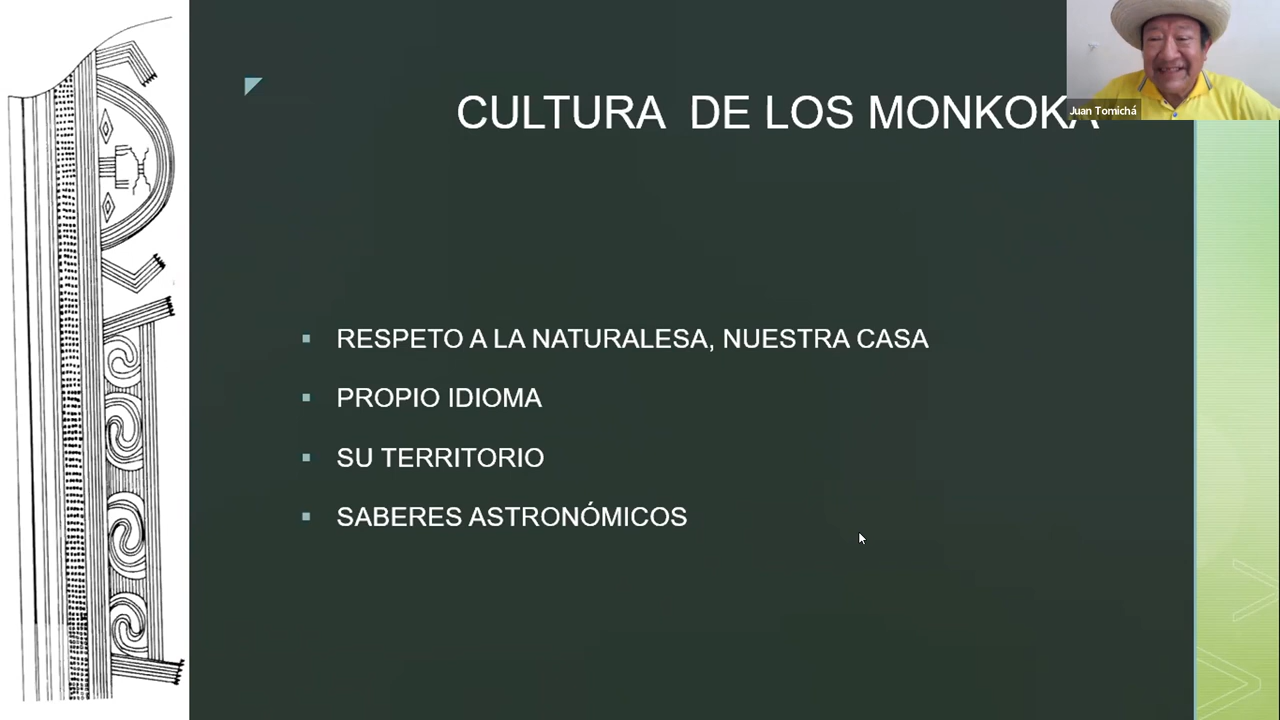 CULTURA DE LOS MONKOKA
Juan Tomichá
RESPETO A LA NATURALESA, NUESTRA CASA
PROPIO IDIOMA
SU TERRITORIO
SABERES ASTRONÓMICOS